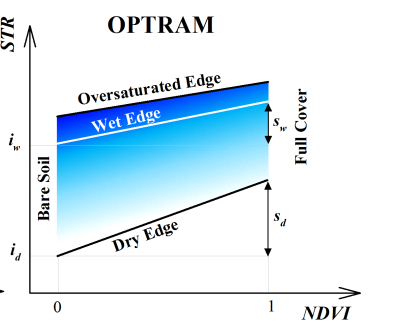 OPTRAM
STR
Oversaturated Edge
Wet Edge
i_w
s_w
Full Cover
Bare Soil
s_d
Dry Edge
i_d
0
1
NDVI